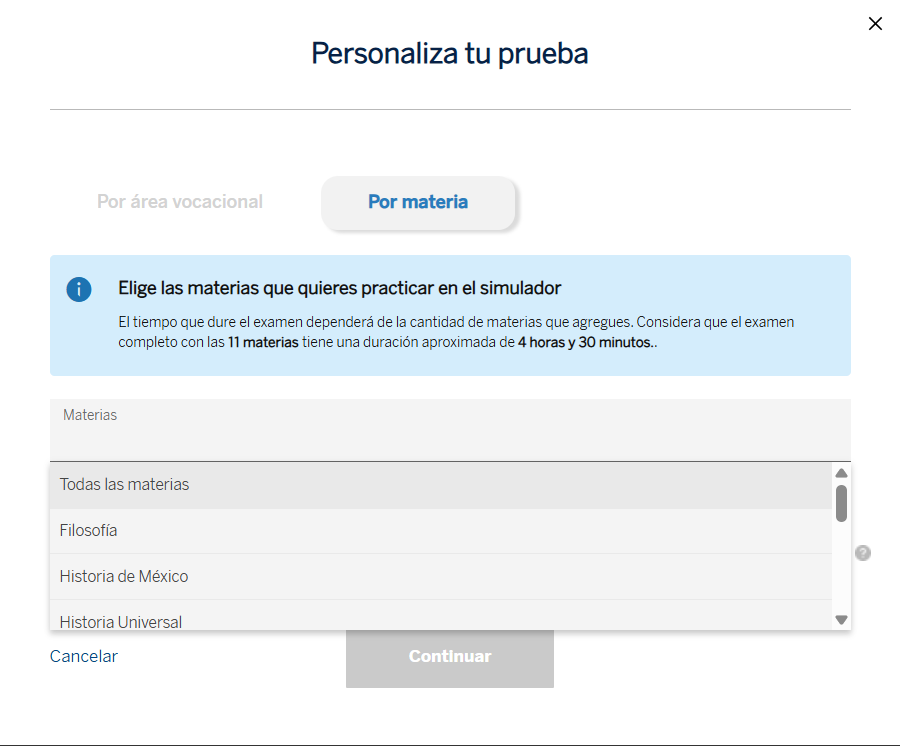 Personaliza tu prueba
Por área vocacional
Por materia
Elige las materias que quieres practicar en el simulador
El tiempo que dure el examen dependerá de la cantidad de materias que agregues. Considera que el examen
completo con las 11 materias tiene una duración aproximada de 4 horas y 30 minutos..
Materias
Todas las materias
Filosofía
Historia de México
Historia Universal
Cancelar
Continuar